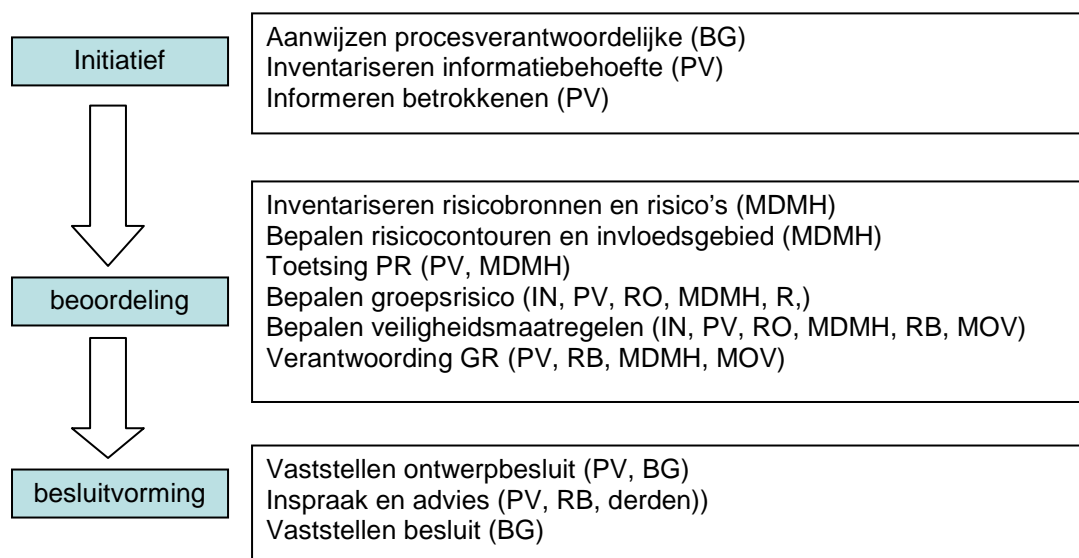 Initiatief
Aanwijzen procesverantwoordelijke (BG)
Inventariseren informatiebehoefte (PV)
Informeren betrokkenen (PV)
beoordeling
Inventariseren risicobronnen en risico's (MDMH)
Bepalen risicocontouren en invloedsgebied (MDMH)
Toetsing PR (PV, MDMH)
Bepalen groepsrisico (IN, PV, RO, MDMH, R,)
Bepalen veiligheidsmaatregelen (IN, PV, RO, MDMH, RB, MOV)
Verantwoording GR (PV, RB, MDMH, MOV)
besluitvorming
Vaststellen ontwerpbesluit (PV, BG)
Inspraak en advies (PV, RB, derden))
Vaststellen besluit (BG)